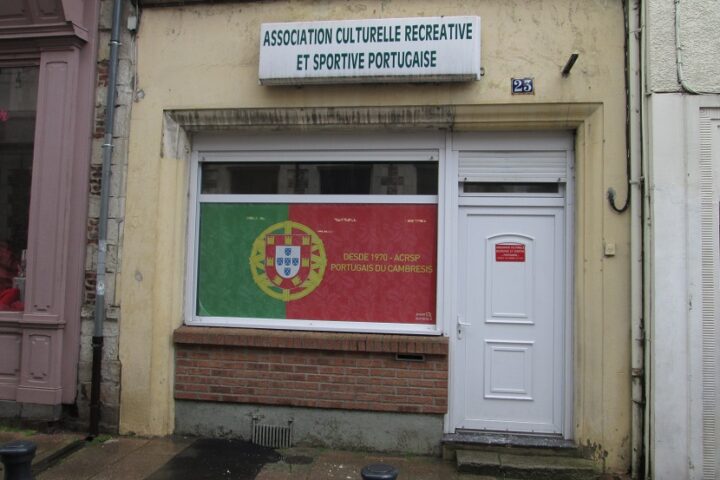 ASSOCIATION CULTURELLE RECREATIVE
ET SPORTIVE PORTUGAISE
23
DESDE 1970 - ACRSP
PORTUGAIS DU CAMBRESIS